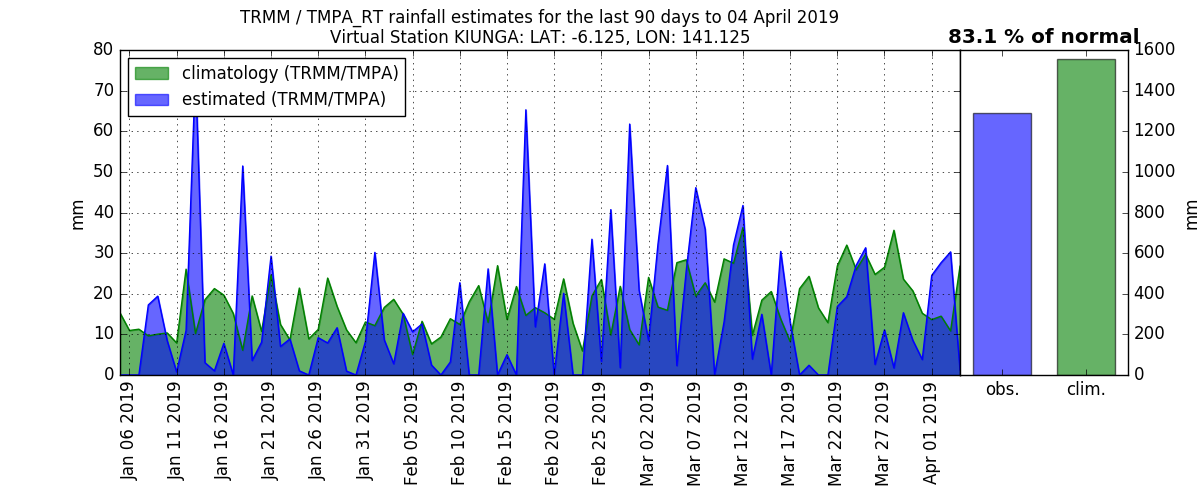 TRMM / TMPA_RT rainfall estimates for the last 90 days to 04 April 2019
Virtual Station KIUNGA: LAT: -6.125, LON: 141.125
83.1 % of normal
climatology (TRMM/TMPA)
estimated (TRMM/TMPA)
mm
80
70
60
50
40
30
20
10
0
Jan 06 2019
Jan 11 2019
Jan 16 2019
Jan 21 2019
Jan 26 2019
Jan 31 2019
Feb 05 2019
Feb 10 2019
Feb 15 2019
Feb 20 2019
Feb 25 2019
Mar 02 2019
Mar 07 2019
Mar 12 2019
Mar 17 2019
Mar 22 2019
Mar 27 2019
Apr 01 2019
obs.
clim.
1600
1400
1200
1000
800
600
400
200
0
mm